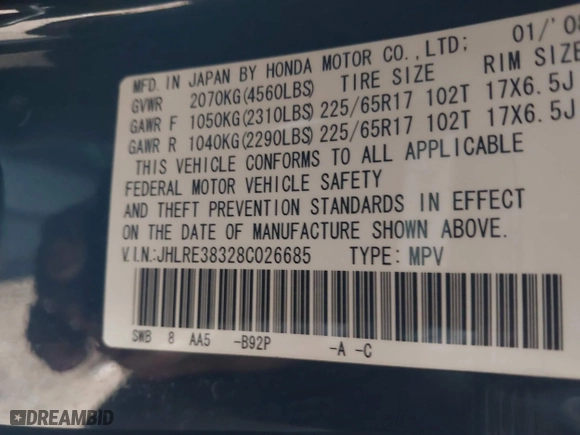 MFD. IN JAPAN BY HONDA MOTOR CO., LTD; 01/'08
GVWR 2070KG(4560LBS) TIRE SIZE RIM SIZE
GAWR F 1050KG(2310LBS) 225/65R17 102T 17X6.5J
GAWR R 1040KG(2290LBS) 225/65R17 102T 17X6.5J
THIS VEHICLE CONFORMS TO ALL APPLICABLE
FEDERAL MOTOR VEHICLE SAFETY
AND THEFT PREVENTION STANDARDS IN EFFECT
ON THE DATE OF MANUFACTURE SHOWN ABOVE.
V.I.N.:JHLRE38328C026685 TYPE: MPV
SWB 8 AA5 -B92P -A -C
DREAMBID